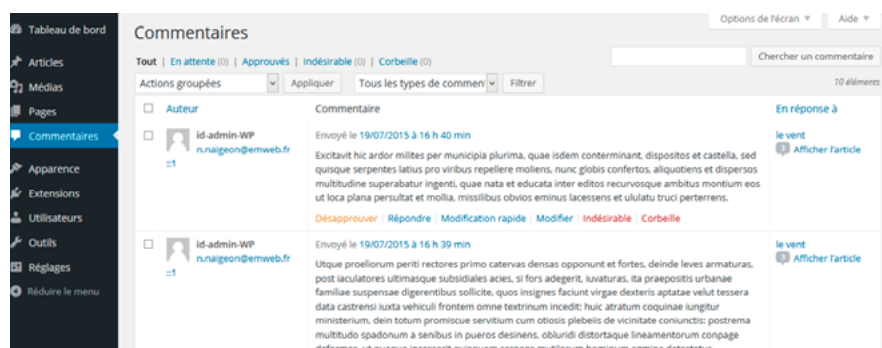 Options de l'écran ▼ Aide ▼
Tableau de bord
Commentaires
Articles
Tout | En attente (0) | Approuvés | Indésirable (0) | Corbeille (0)
Chercher un commentaire
Médias
Actions groupées Appliquer Tous les types de comment Filtrer
10 éléments
Pages
Auteur Commentaire En réponse à
Commentaires
id-admin-WP Envoyé le 19/07/2015 à 16 h 40 min le vent
n.naigeon@emweb.fr Afficher l'article
::1
Excitavit hic ardor milites per municipia plurima, quae isdem conterminant, dispositos et castella, sed
quisque serpentes latius pro viribus repellere moliens, nunc globis confertos, aliquotiens et dispersos
multitudine superabatur ingenti, quae nata et educata inter editos recurvosque ambitus montium eos
ut loca plana persultat et mollia, missilibus obvios eminus lacessens et ululatu truci perterrens.
Désapprouver | Répondre | Modification rapide | Modifier | Indésirable | Corbeille
Apparence
Extensions
Utilisateurs
Outils
Réglages
Réduire le menu
id-admin-WP Envoyé le 19/07/2015 à 16 h 39 min le vent
n.naigeon@emweb.fr Afficher l'article
::1
Utque proeliorum periti rectores primo catervas densas opponunt et fortes, deinde leves armaturas,
post iaculatores ultimasque subsidiales acies, si fors adegerit, iuvaturas, ita praepositis urbanae
familiae suspensae digerentibus sollicite, quos insignes faciunt virgae dexteris aptatae velut tessera
data castrensi iuxta vehiculi frontem omne textrinum incedit: huic atratum coquinae iungitur
ministerium, dein totum promiscue servitium cum otiosis plebeiis de vicinitate coniunctis: postrema
multitudo spadonum a senibus in pueros desinens, obluridi distortaque lineamentorum conpage